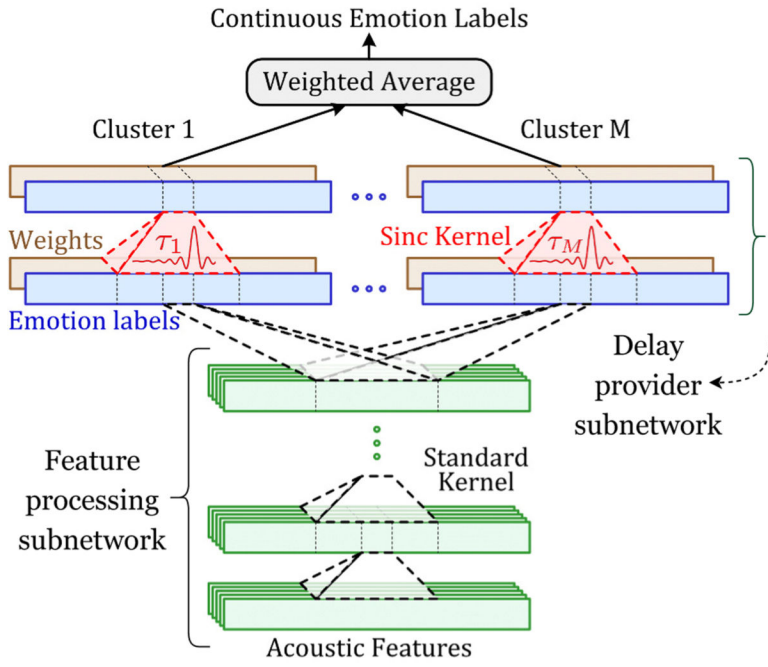 Continuous Emotion Labels
Weighted Average
Cluster 1
Cluster M
Weights
τ1
Sinc Kernel
τM
Emotion labels
Delay
provider
subnetwork
Feature
processing
subnetwork
Standard
Kernel
Acoustic Features